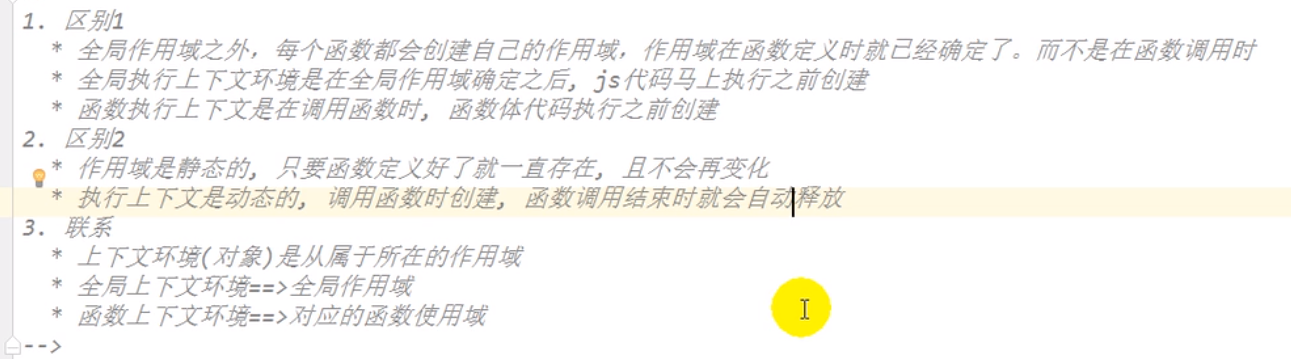 1. 区别1
* 全局作用域之外，每个函数都会创建自己的作用域，作用域在函数定义时就已经确定了。而不是在函数调用时
* 全局执行上下文环境是在全局作用域确定之后, js代码马上执行之前创建
* 函数执行上下文是在调用函数时, 函数体代码执行之前创建
2. 区别2
* 作用域是静态的, 只要函数定义好了就一直存在, 且不会再变化
* 执行上下文是动态的, 调用函数时创建, 函数调用结束时就会自动释放
3. 联系
* 上下文环境(对象)是从属于所在的作用域
* 全局上下文环境==>全局作用域
* 函数上下文环境==>对应的函数使用域
-->